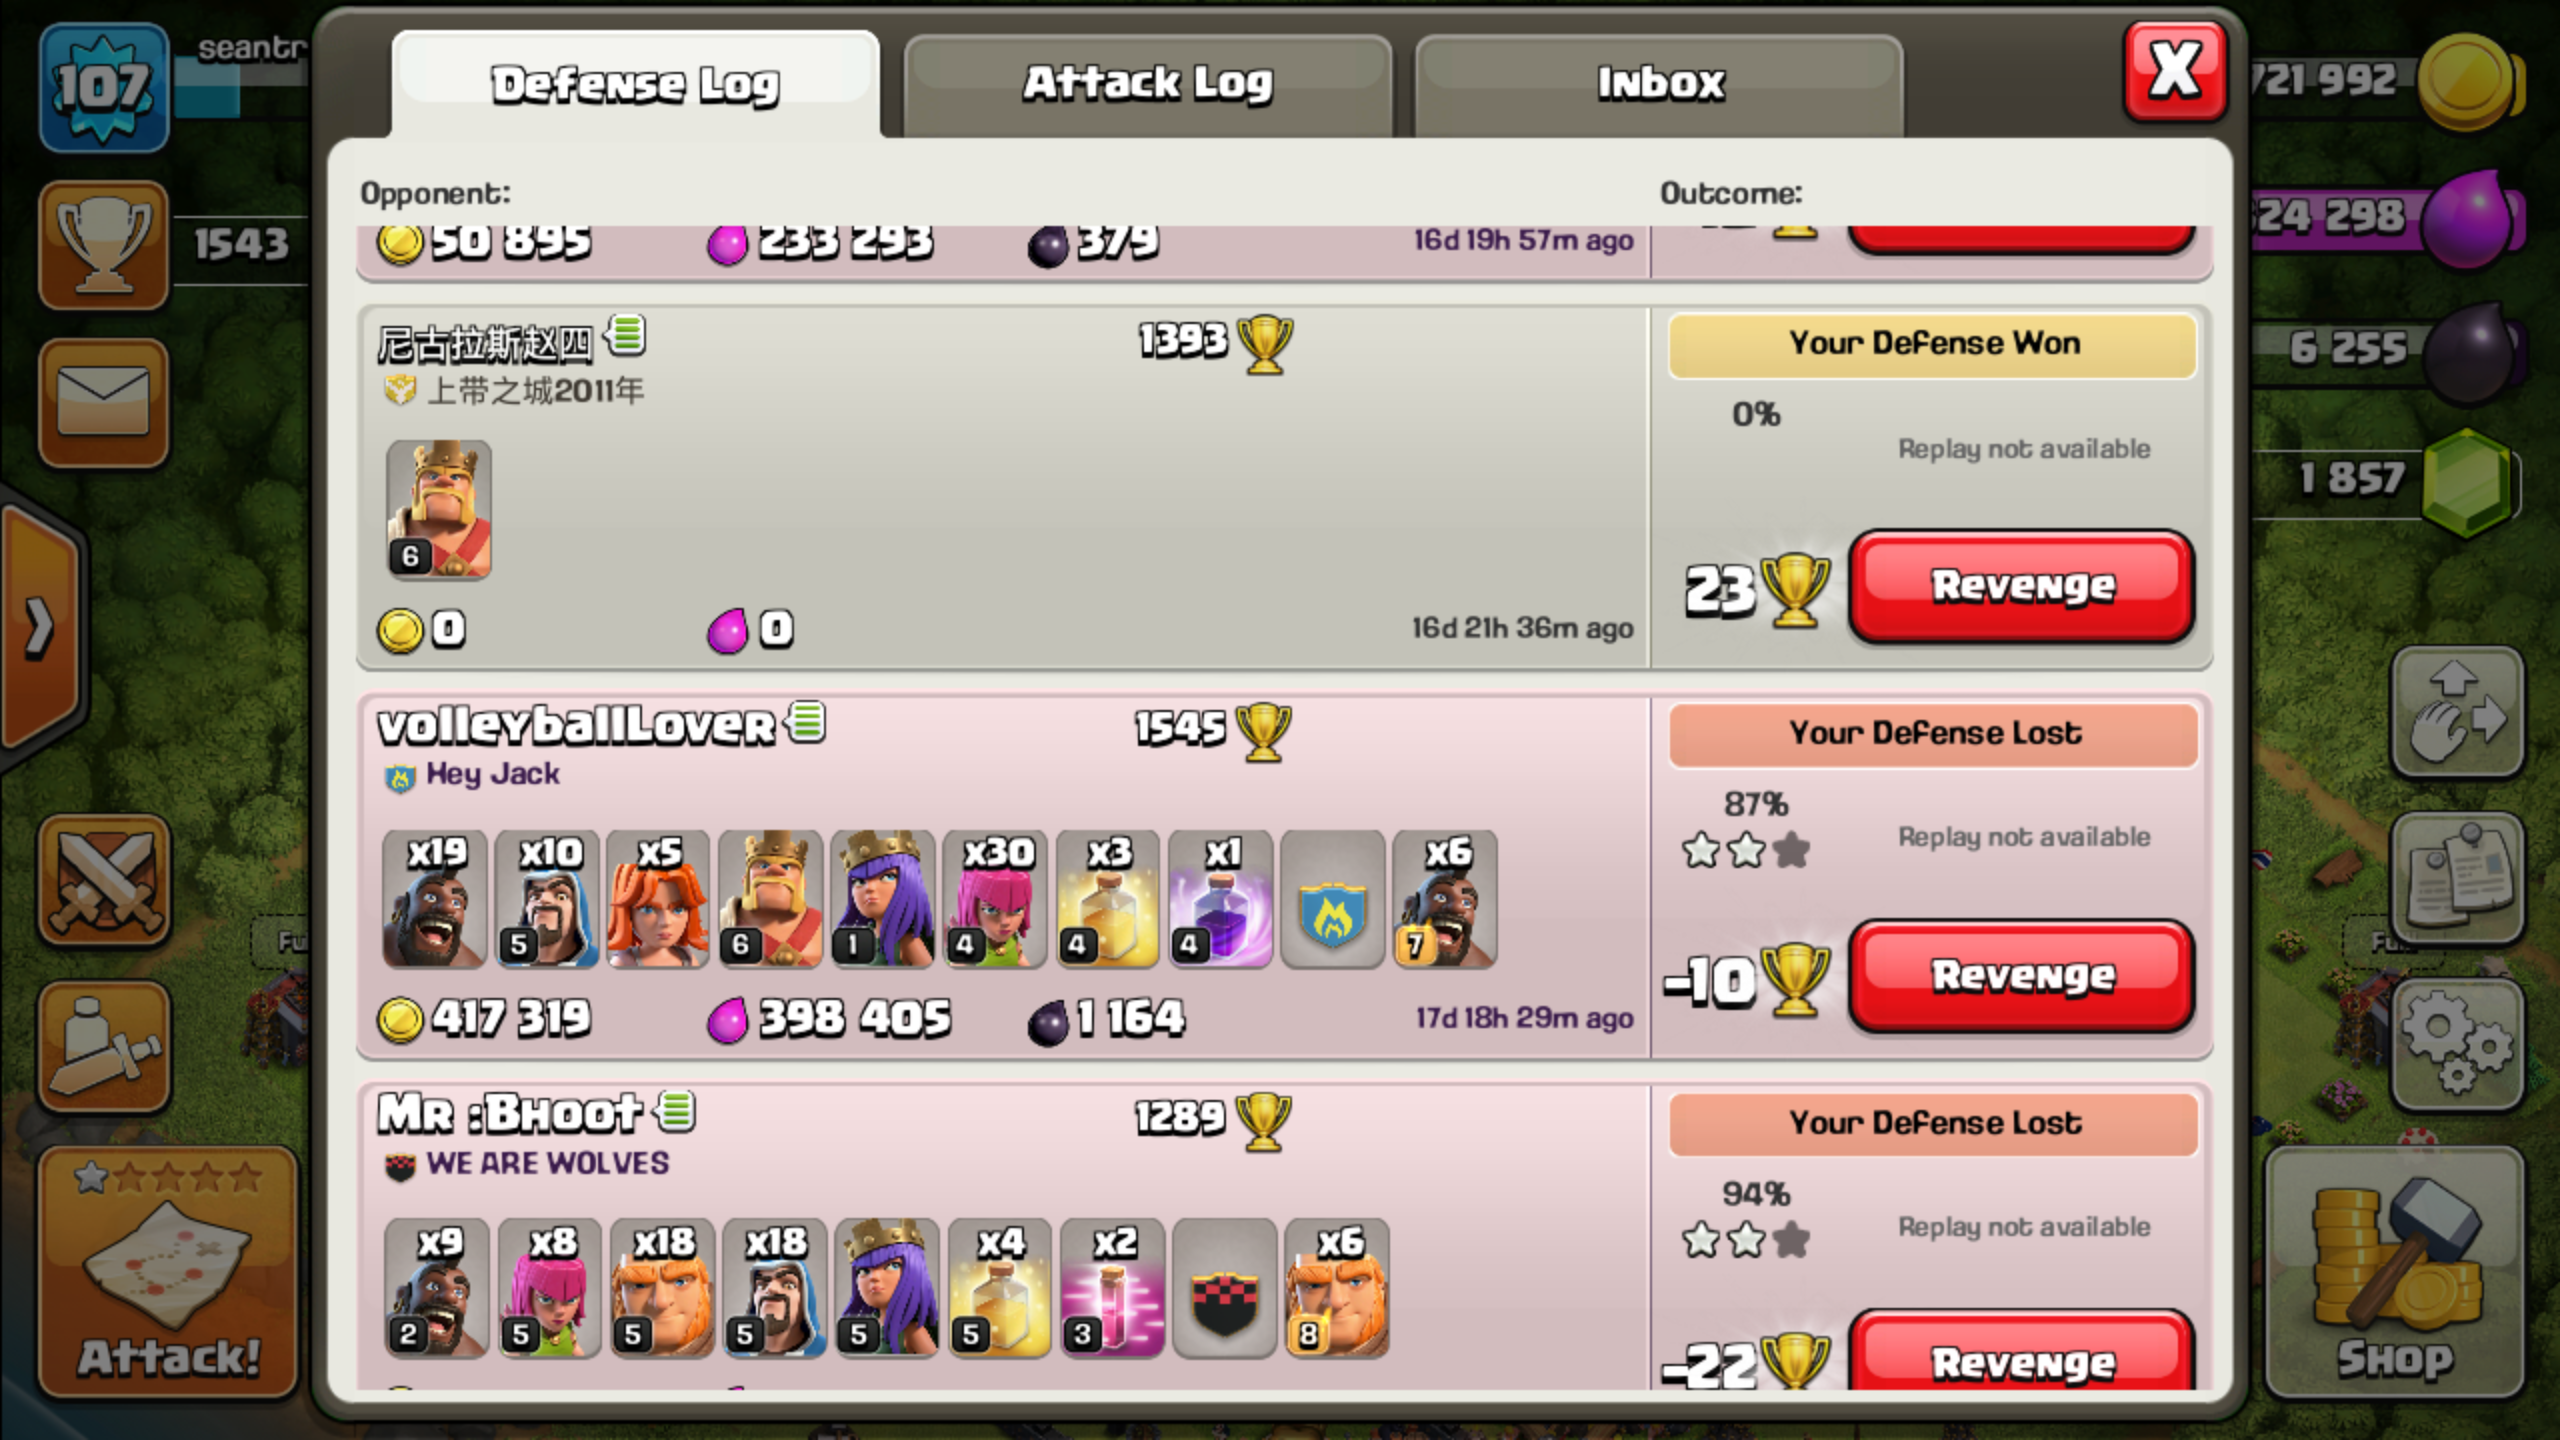 107
seantr
Defense Log
Attack Log
Inbox
X
721 992
Opponent:
Outcome:
1543
50 895
233 293
379
16d 19h 57m ago
24 298
尼古拉斯赵四
1393
Your Defense Won
6 255
上带之城2011年
0%
Replay not available
1 857
6
23
Revenge
0
0
16d 21h 36m ago
volleyballLover
1545
Your Defense Lost
Hey Jack
87%
Replay not available
x19
x10
x5
x30
x3
x1
x6
5
6
1
4
4
4
7
-10
Revenge
417 319
398 405
1 164
17d 18h 29m ago
Mr :Bhoot
1289
Your Defense Lost
WE ARE WOLVES
94%
Replay not available
x9
x8
x18
x18
x4
x2
x6
2
5
5
5
5
5
3
8
-22
Revenge
Attack!
Shop